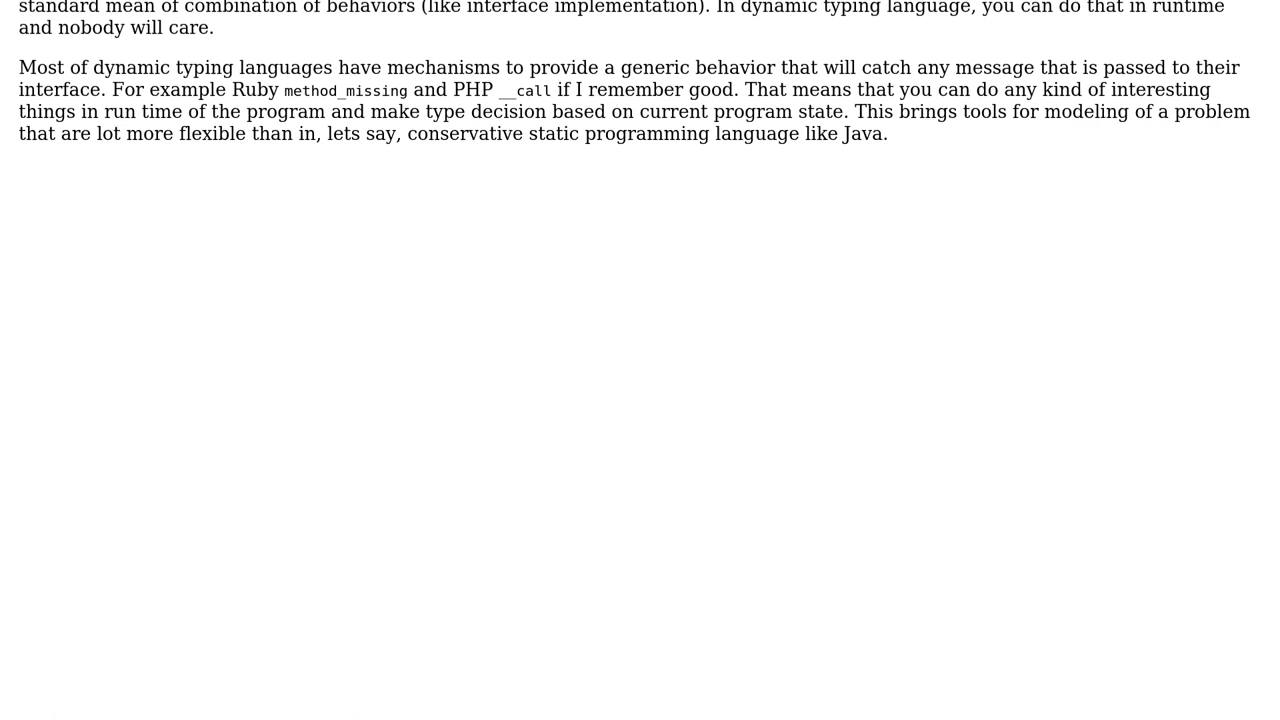 standard mean of combination of behaviors (like interface implementation). In dynamic typing language, you can do that in runtime
and nobody will care.
Most of dynamic typing languages have mechanisms to provide a generic behavior that will catch any message that is passed to their
interface. For example Ruby method_missing and PHP __call if I remember good. That means that you can do any kind of interesting
things in run time of the program and make type decision based on current program state. This brings tools for modeling of a problem
that are lot more flexible than in, lets say, conservative static programming language like Java.